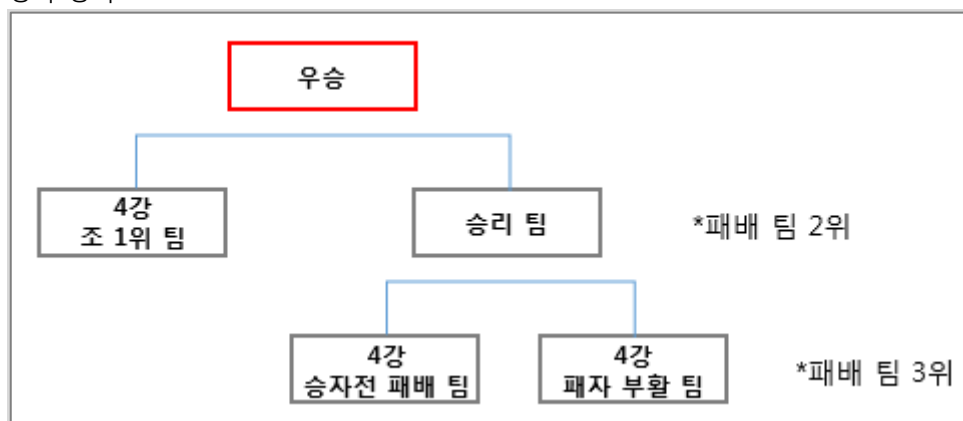 우승
4강
조 1위 팀
승리 팀
*패배 팀 2위
4강
승자전 패배 팀
4강
패자 부활 팀
*패배 팀 3위